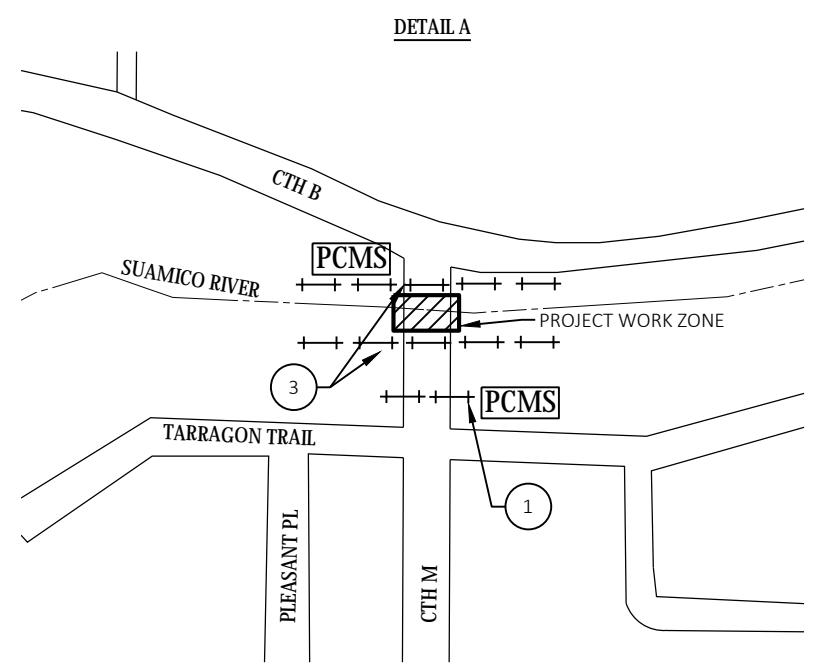 DETAIL A
CTH B
PCMS
SUAMICO RIVER
PROJECT WORK ZONE
3
PCMS
TARRAGON TRAIL
1
PLEASANT PL
CTH M